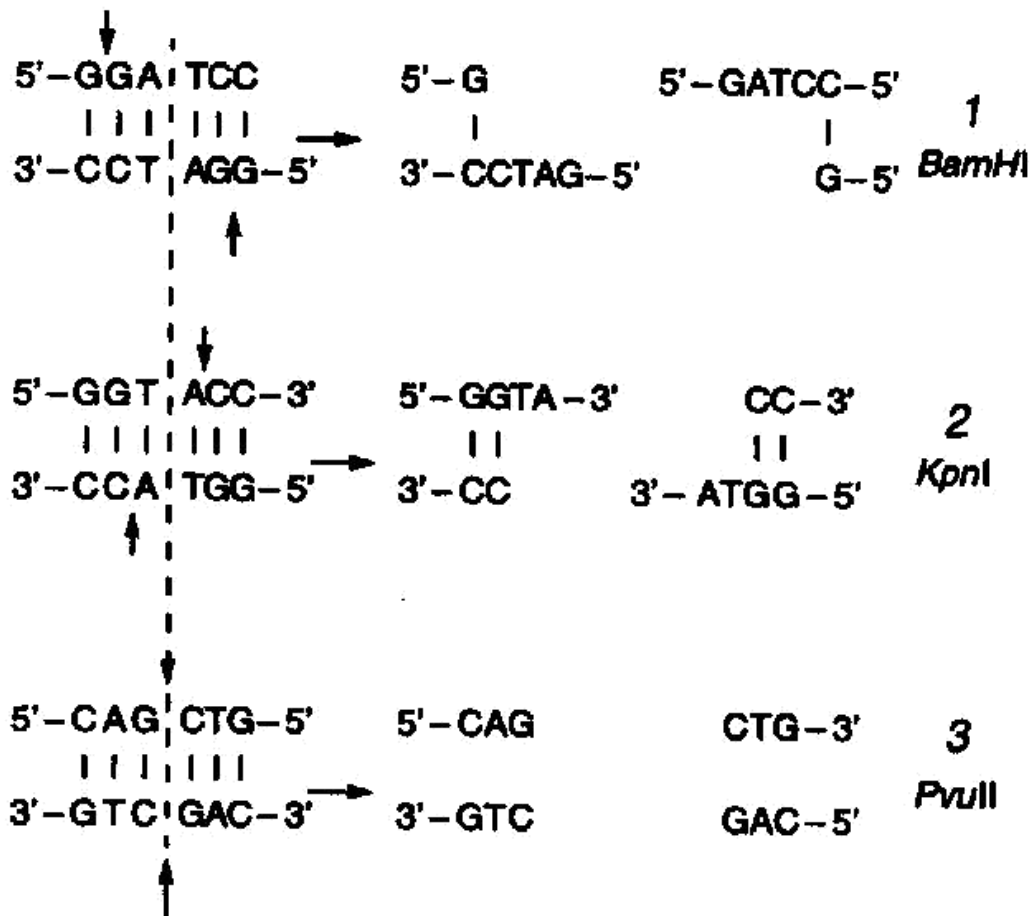 5'-GGA TCC
3'-CCT AGG-5'
5'-G
3'-CCTAG-5'
5'-GATCC-5'
G-5'
1
BamHI
5'-GGT ACC-3'
3'-CCA TGG-5'
5'-GGTA-3'
3'-CC
CC-3'
3'-ATGG-5'
2
KpnI
5'-CAG CTG-5'
3'-GTC GAC-3'
5'-CAG
3'-GTC
CTG-3'
GAC-5'
3
PvuII